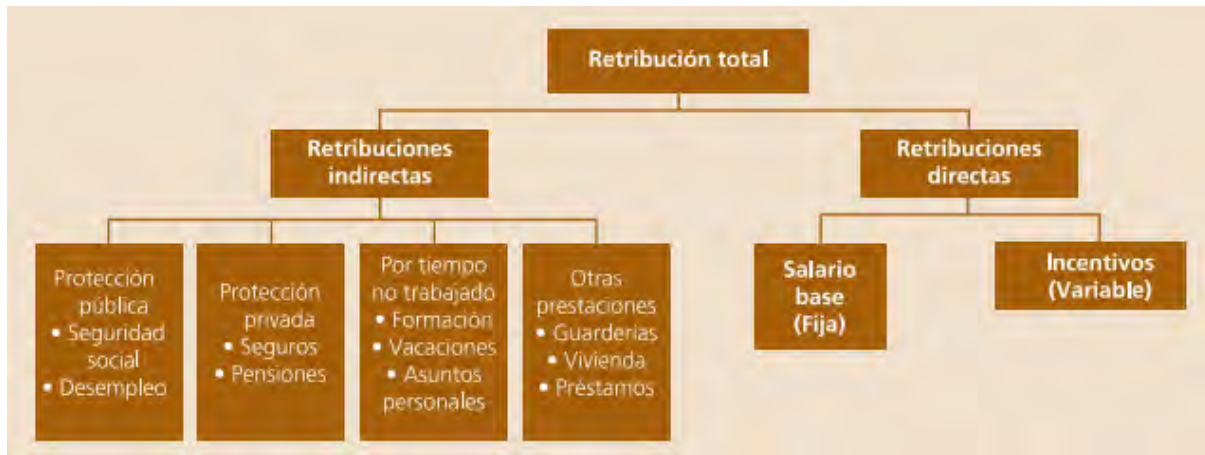 Retribución total
Retribuciones
indirectas
Retribuciones
directas
Protección
pública
• Seguridad
social
• Desempleo
Protección
privada
• Seguros
• Pensiones
Por tiempo
no trabajado
• Formación
• Vacaciones
• Asuntos
personales
Otras
prestaciones
• Guarderías
• Vivienda
• Préstamos
Salario
base
(Fija)
Incentivos
(Variable)